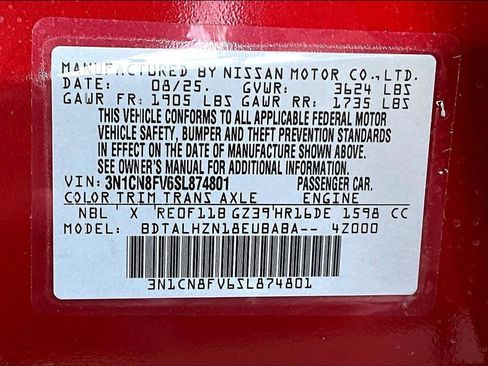 MANUFACTURED BY NISSAN MOTOR CO., LTD.
DATE: 08/25. GVWR: 3624 LBS
GAWR FR: 1905 LBS GAWR RR: 1735 LBS
THIS VEHICLE CONFORMS TO ALL APPLICABLE FEDERAL MOTOR
VEHICLE SAFETY, BUMPER AND THEFT PREVENTION STANDARDS
IN EFFECT ON THE DATE OF MANUFACTURE SHOWN ABOVE.
SEE OWNER'S MANUAL FOR ADDITIONAL INFORMATION.
VIN: 3N1CN8FV6SL874801 PASSENGER CAR.
COLOR TRIM TRANS AXLE ENGINE
NBL X RE0F11B GZ39 HR16DE 1598 CC
MODEL: BDTALHZN18EUBABA-- 4Z000
3N1CN8FV6SL874801